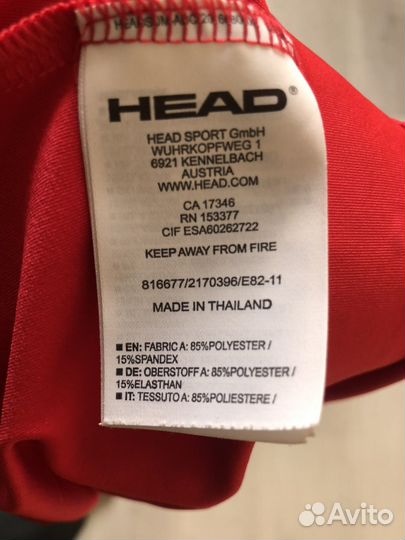 HEAD®
HEAD SPORT GmbH
WUHRKOPFWEG 1
6921 KENNELBACH
AUSTRIA
WWW.HEAD.COM
CA 17346
RN 153377
CIF ESA60262722
KEEP AWAY FROM FIRE
816677/2170396/E82-11
MADE IN THAILAND
■ EN: FABRIC A: 85%POLYESTER /
15%SPANDEX
■ DE: OBERSTOFF A: 85%POLYESTER /
15%ELASTHAN
■ IT: TESSUTO A: 85%POLIESTERE /
Avito